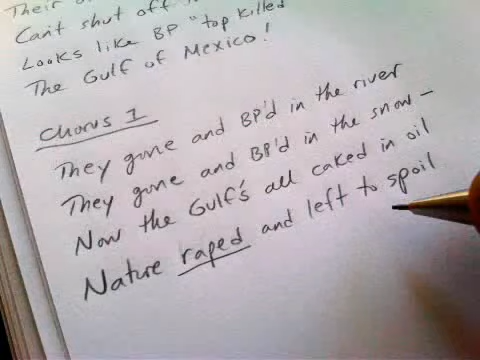 Their
Can't shut off
Looks like BP "top killed
The Gulf of Mexico!
Chorus 1
They gone and BP'd in the river
They gone and BP'd in the snow –
Now the Gulf's all caked in oil
Nature raped and left to spoil